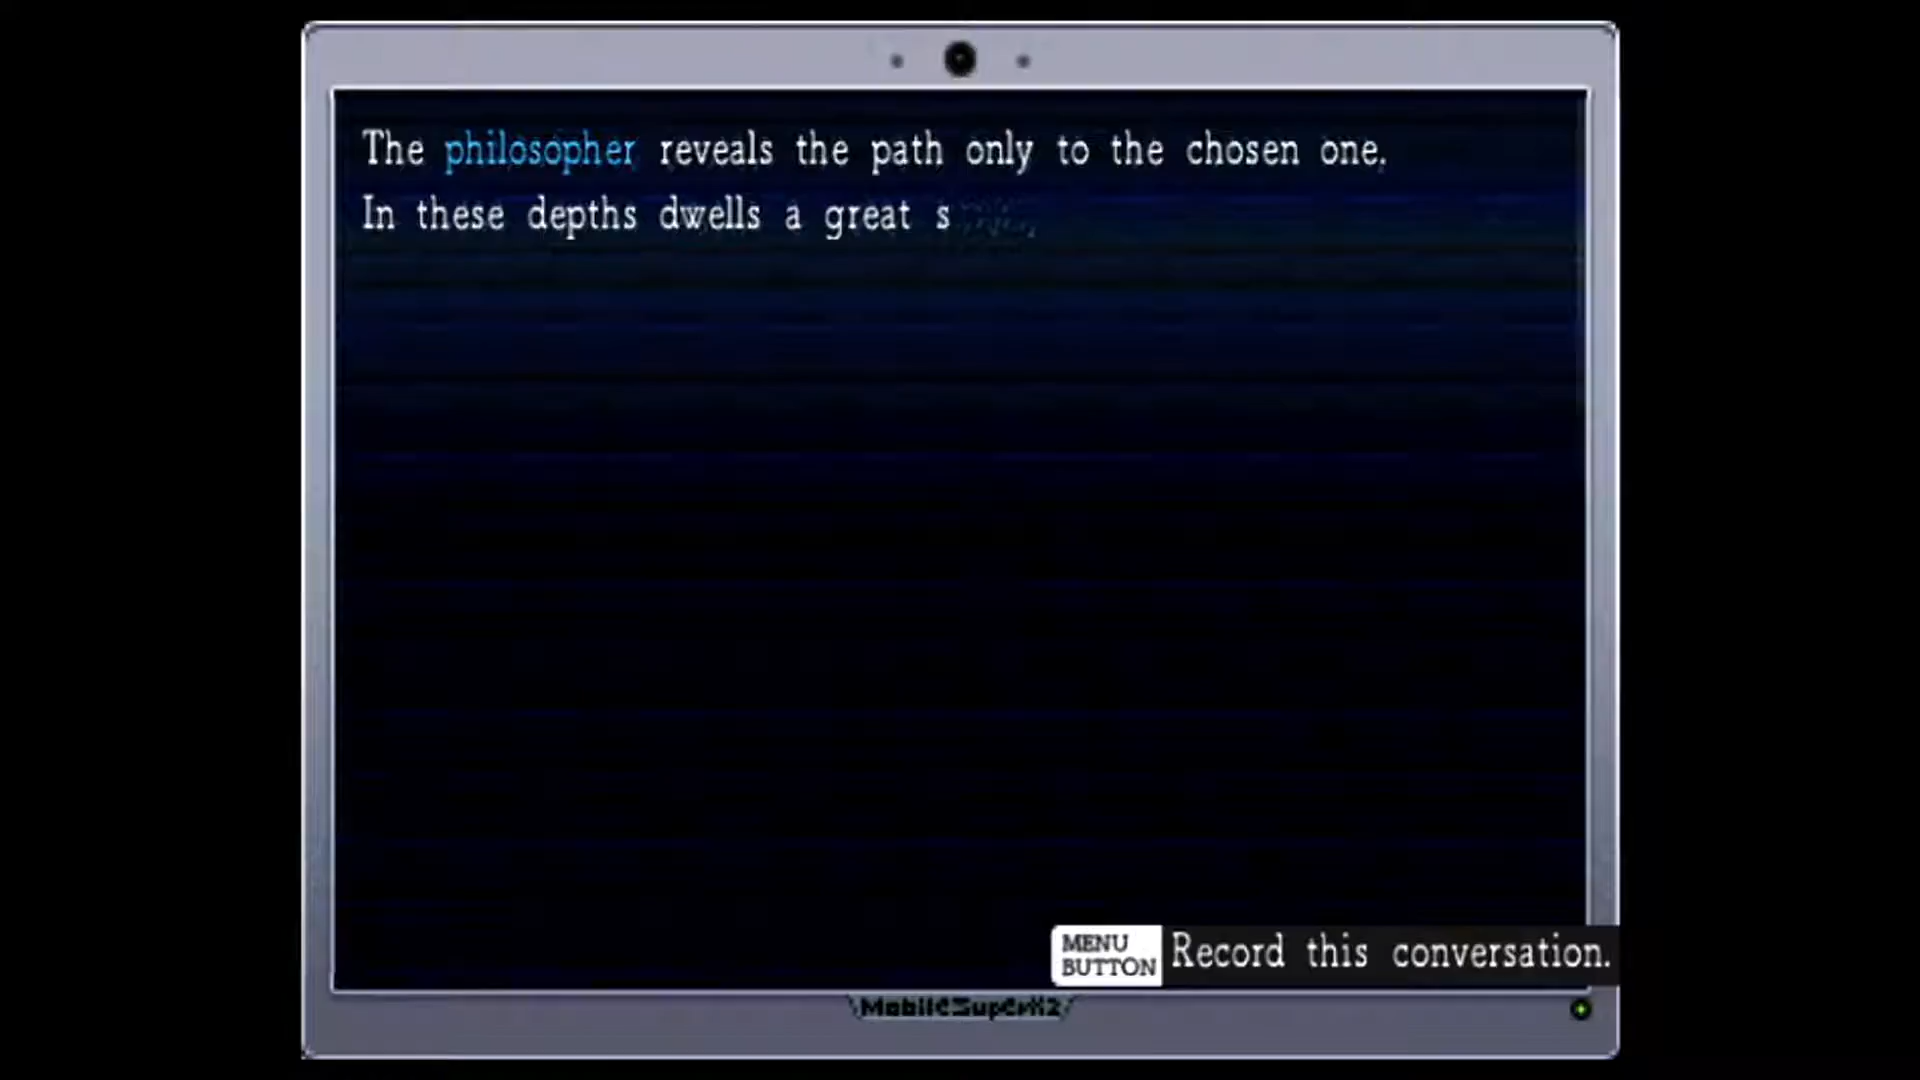 The philosopher reveals the path only to the chosen one.
In these depths dwells a great s
MENU
BUTTON
Record this conversation.